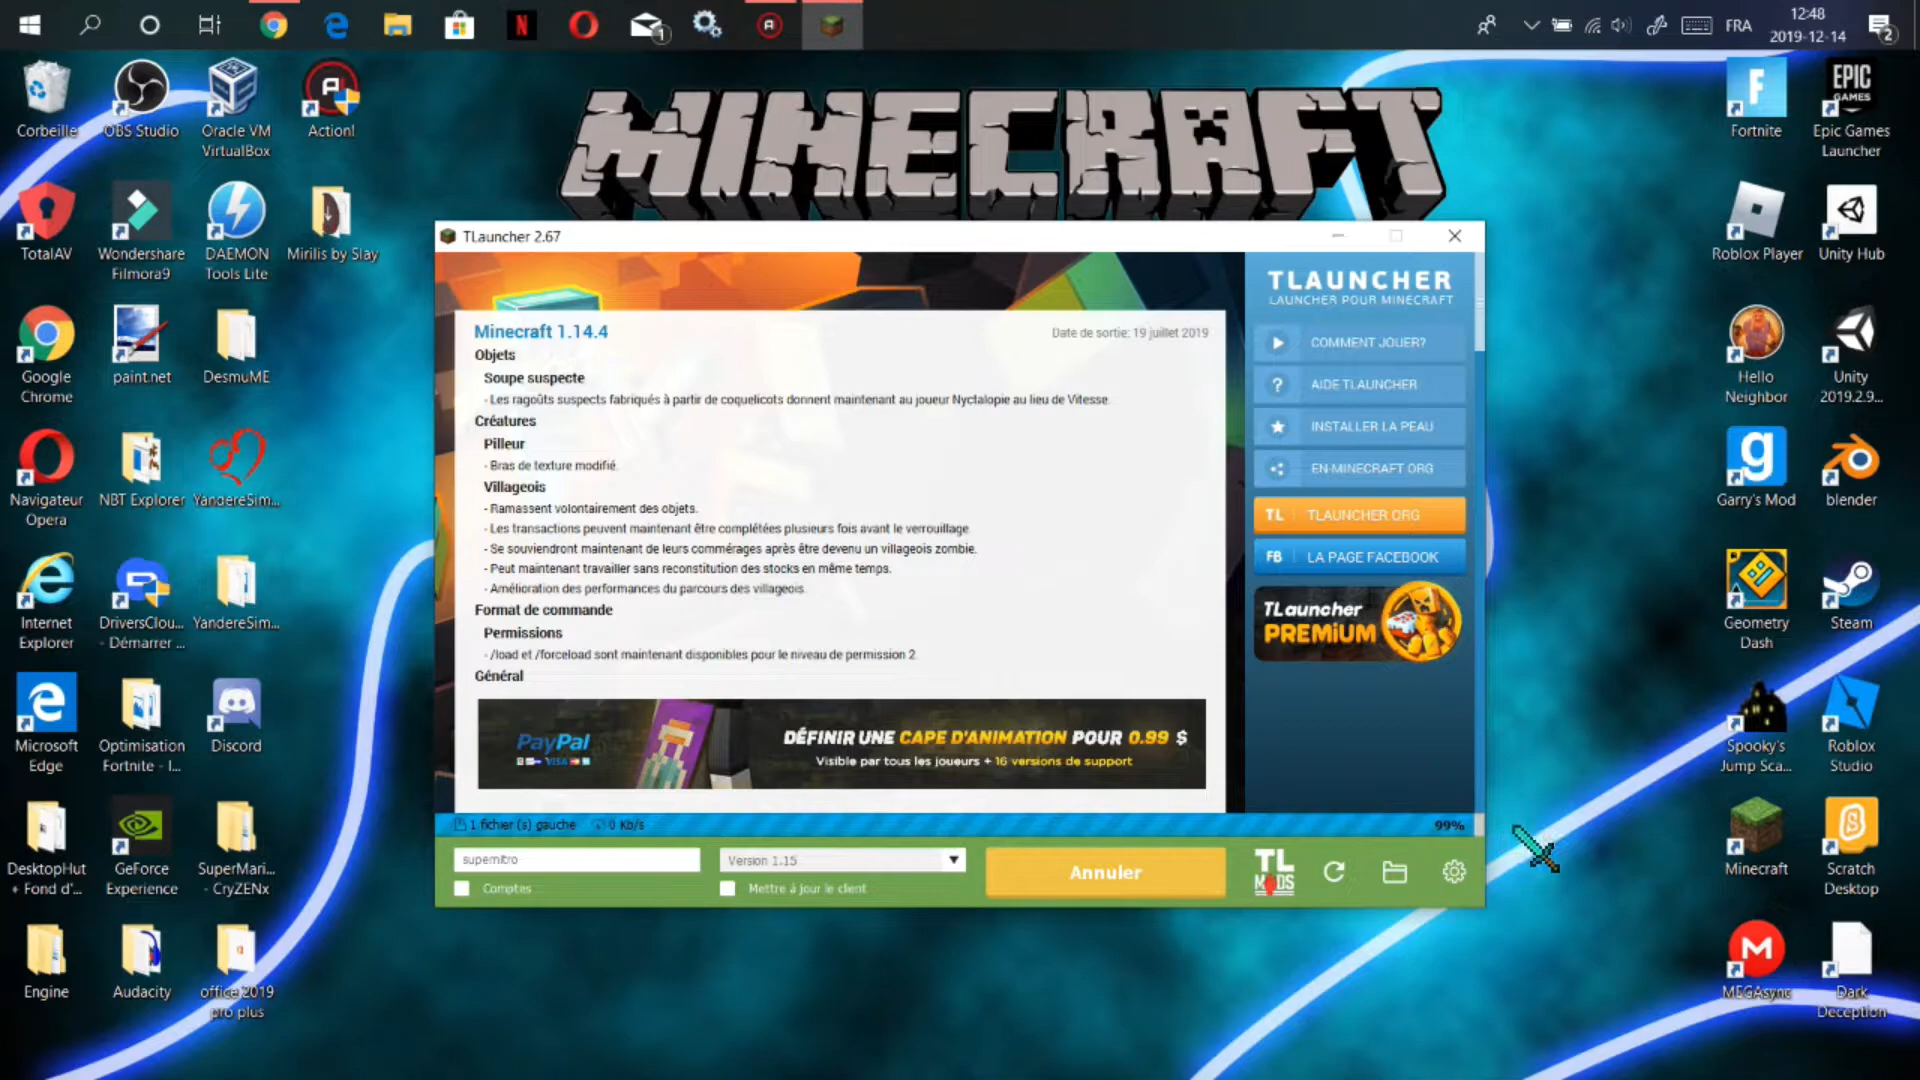 FRA
12:48
2019-12-14
2
1
MINECRAFT
Corbeille
OBS Studio
Oracle VM
VirtualBox
Action!
Fortnite
EPIC
GAMES
Epic Games
Launcher
TotalAV
Wondershare
Filmora9
DAEMON
Tools Lite
Mirilis by Slay
Roblox Player
Unity Hub
Google
Chrome
paint.net
DesmuME
Hello
Neighbor
Unity
2019.2.9...
Navigateur
Opera
NBT Explorer
YandereSim...
Garry's Mod
blender
Internet
Explorer
DriversClou...
- Démarrer ...
YandereSim...
Geometry
Dash
Steam
Microsoft
Edge
Optimisation
Fortnite - I...
Discord
Spooky's
Jump Sca...
Roblox
Studio
DesktopHut
+ Fond d'...
GeForce
Experience
SuperMari...
- CryZENx
Minecraft
Scratch
Desktop
Engine
Audacity
office 2019
pro plus
MEGAsync
Dark
Deception
TLauncher 2.67
Minecraft 1.14.4
Date de sortie: 19 juillet 2019
Objets
Soupe suspecte
- Les ragoûts suspects fabriqués à partir de coquelicots donnent maintenant au joueur Nyctalopie au lieu de Vitesse.
Créatures
Pilleur
- Bras de texture modifié.
Villageois
- Ramassent volontairement des objets.
- Les transactions peuvent maintenant être complétées plusieurs fois avant le verrouillage.
- Se souviendront maintenant de leurs commérages après être devenu un villageois zombie.
- Peut maintenant travailler sans reconstitution des stocks en même temps.
- Amélioration des performances du parcours des villageois.
Format de commande
Permissions
- /load et /forceload sont maintenant disponibles pour le niveau de permission 2.
Général
PayPal
VISA
DÉFINIR UNE CAPE D'ANIMATION POUR 0.99 $
Visible par tous les joueurs + 16 versions de support
TLAUNCHER
LAUNCHER POUR MINECRAFT
COMMENT JOUER?
AIDE TLAUNCHER
INSTALLER LA PEAU
EN-MINECRAFT.ORG
TL TLAUNCHER.ORG
FB LA PAGE FACEBOOK
TLauncher
PREMIUM
1 fichier (s) gauche
0 Kb/s
99%
supernitro
Version 1.15
Annuler
TL
MODS
Comptes
Mettre à jour le client